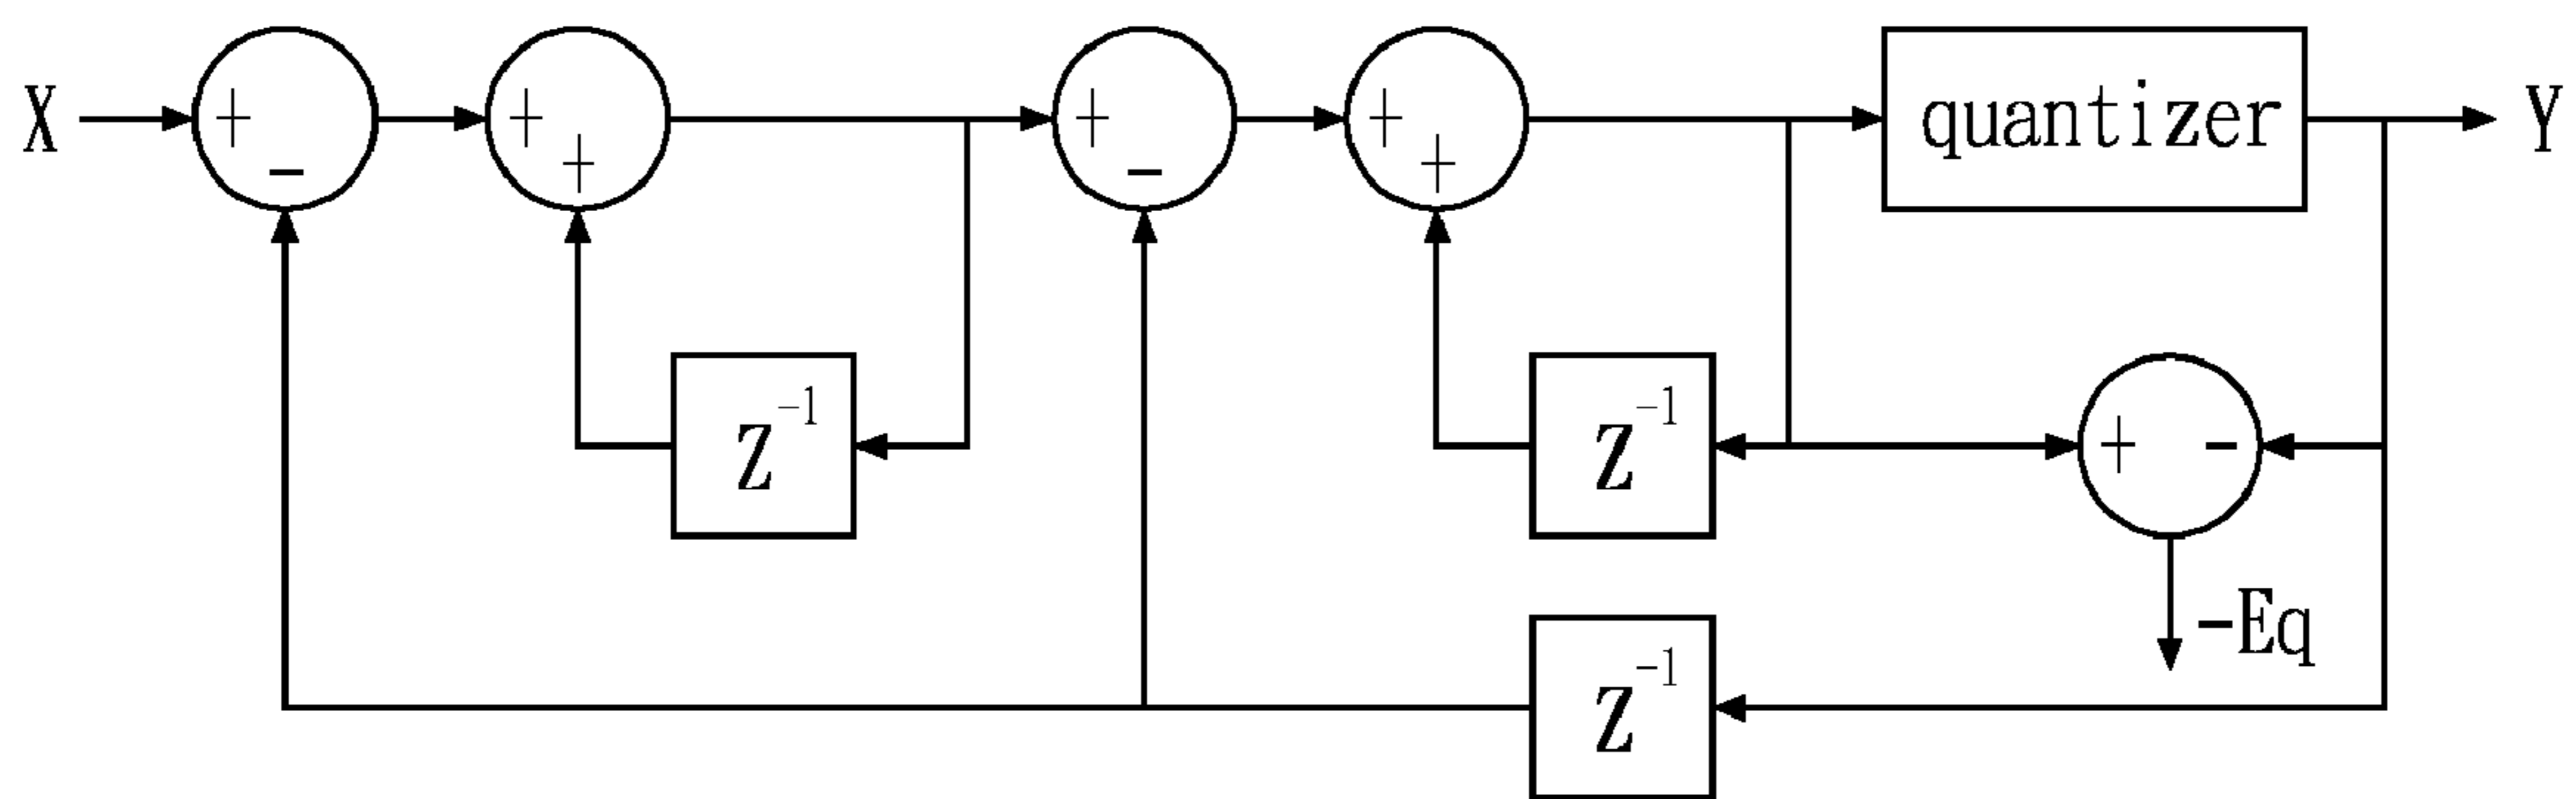 X
+
-
+
+
+
-
+
+
quantizer
Y
Z⁻¹
Z⁻¹
+
-
-Eq
Z⁻¹